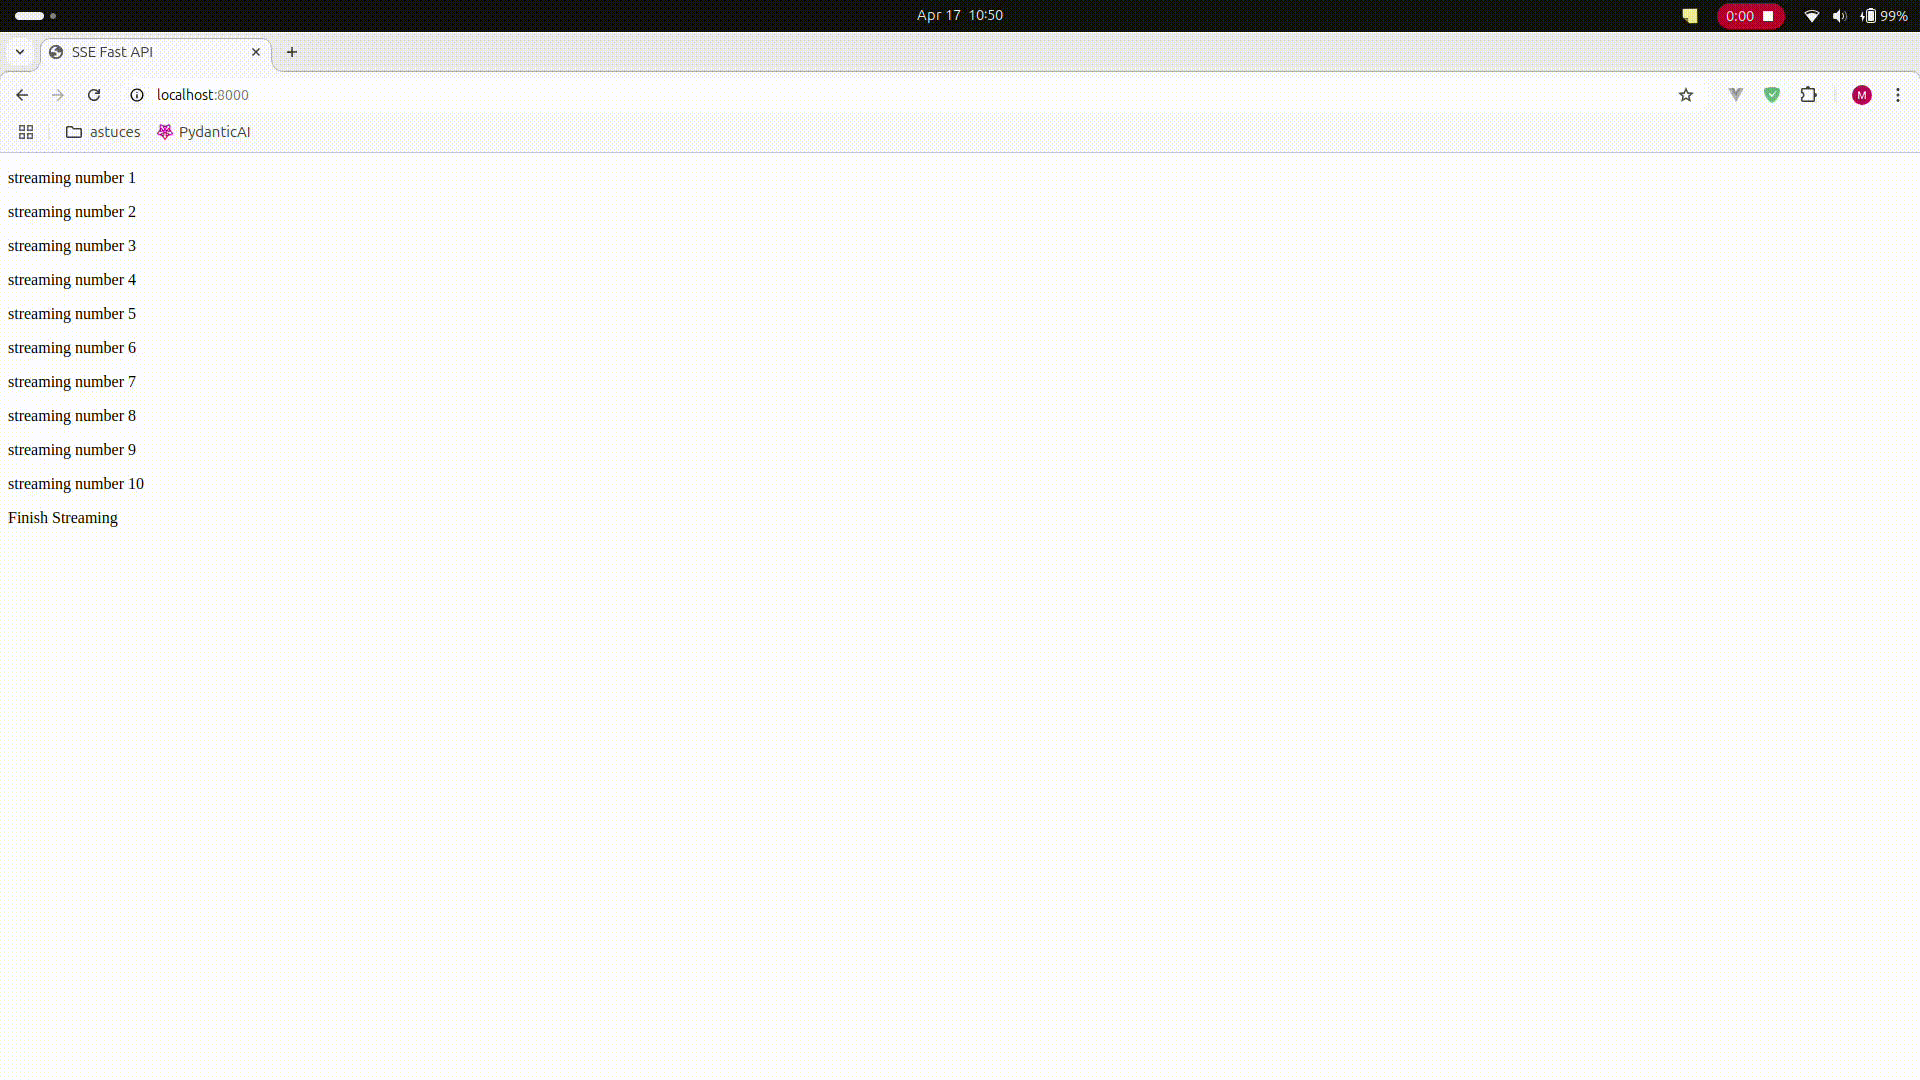 Apr 17 10:50
0:00
99%
SSE Fast API
localhost:8000
M
astuces
PydanticAI
streaming number 1
streaming number 2
streaming number 3
streaming number 4
streaming number 5
streaming number 6
streaming number 7
streaming number 8
streaming number 9
streaming number 10
Finish Streaming